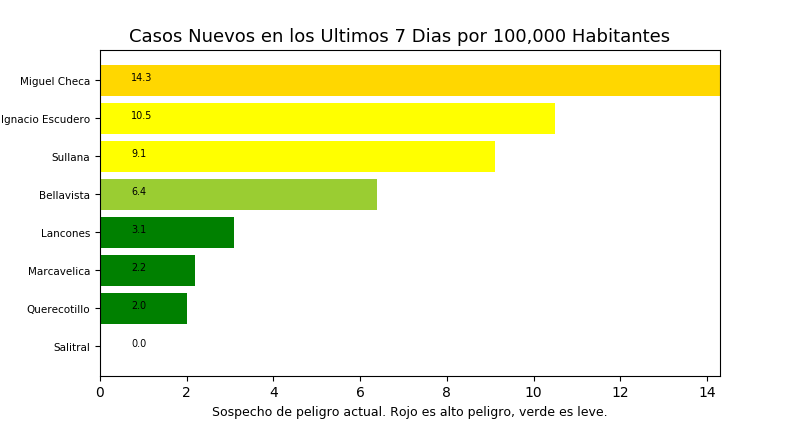 Casos Nuevos en los Ultimos 7 Dias por 100,000 Habitantes
Miguel Checa 14.3
Ignacio Escudero 10.5
Sullana 9.1
Bellavista 6.4
Lancones 3.1
Marcavelica 2.2
Querecotillo 2.0
Salitral 0.0
0 2 4 6 8 10 12 14
Sospecho de peligro actual. Rojo es alto peligro, verde es leve.